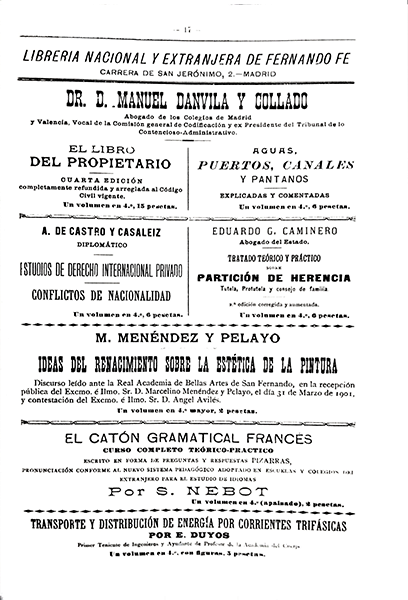 — 17 —
LIBRERIA NACIONAL Y EXTRANJERA DE FERNANDO FE
CARRERA DE SAN JERÓNIMO, 2.—MADRID
DR. D. MANUEL DANVILA Y COLLADO
Abogado de los Colegios de Madrid
y Valencia, Vocal de la Comisión general de Codificación y ex Presidente del Tribunal de lo
Contencioso-Administrativo.
EL LIBRO
DEL PROPIETARIO
CUARTA EDICIÓN
completamente refundida y arreglada al Código
Civil vigente.
Un volumen en 4.º, 15 pesetas.
AGUAS,
PUERTOS, CANALES
Y PANTANOS
EXPLICADAS Y COMENTADAS
Un volumen en 4.º, 6 pesetas.
A. DE CASTRO Y CASALEIZ
DIPLOMÁTICO
ESTUDIOS DE DERECHO INTERNACIONAL PRIVADO
CONFLICTOS DE NACIONALIDAD
Un volumen en 4.º, 6 pesetas.
EDUARDO G. CAMINERO
Abogado del Estado.
TRATADO TEÓRICO Y PRÁCTICO
SOBRE
PARTICIÓN DE HERENCIA
Tutela, Protutela y consejo de familia
2.ª edición corregida y aumentada.
Un volumen en 4.º, 6 pesetas.
M. MENÉNDEZ Y PELAYO
IDEAS DEL RENACIMIENTO SOBRE LA ESTÉTICA DE LA PINTURA
Discurso leído ante la Real Academia de Bellas Artes de San Fernando, en la recepción
pública del Excmo. é Ilmo. Sr. D. Marcelino Menéndez y Pelayo, el día 31 de Marzo de 1901,
y contestación del Excmo. é Ilmo. Sr. D. Angel Avilés.
Un volumen en 4.º mayor, 2 pesetas.
EL CATÓN GRAMATICAL FRANCES
CURSO COMPLETO TEÓRICO-PRACTICO
ESCRITO EN FORMA DE PREGUNTAS Y RESPUESTAS PIZARRAS,
PRONUNCIACIÓN CONFORME AL NUEVO SISTEMA PEDAGÓGICO ADOPTADO EN ESCUELAS Y COLEGIOS DEL
EXTRANJERO PARA EL ESTUDIO DE IDIOMAS
Por S. NEBOT
Un volumen en 4.º (apaisado), 2 pesetas.
TRANSPORTE Y DISTRIBUCIÓN DE ENERGÍA POR CORRIENTES TRIFÁSICAS
POR E. DUYOS
Primer Teniente de Ingenieros y Ayudante de Profesor de la Academia del Cuerpo
Un volumen en 4.º, con figuras, 5 pesetas.